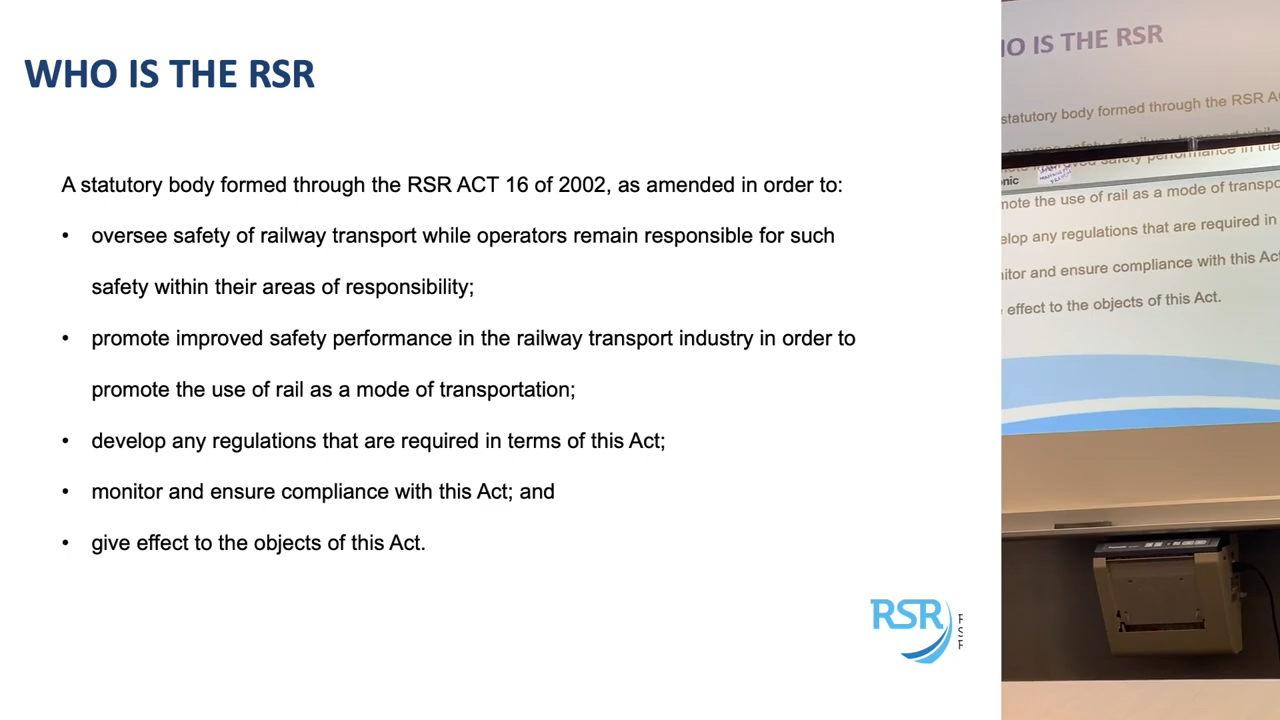 WHO IS THE RSR
A statutory body formed through the RSR ACT 16 of 2002, as amended in order to:
• oversee safety of railway transport while operators remain responsible for such
safety within their areas of responsibility;
• promote improved safety performance in the railway transport industry in order to
promote the use of rail as a mode of transportation;
• develop any regulations that are required in terms of this Act;
• monitor and ensure compliance with this Act; and
• give effect to the objects of this Act.
RSR
IS THE RSR
statutory body formed through the RSR
safety performance in the
the use of rail as a mode of
any regulations that are required in
and ensure compliance with this
effect to the objects of this Act.